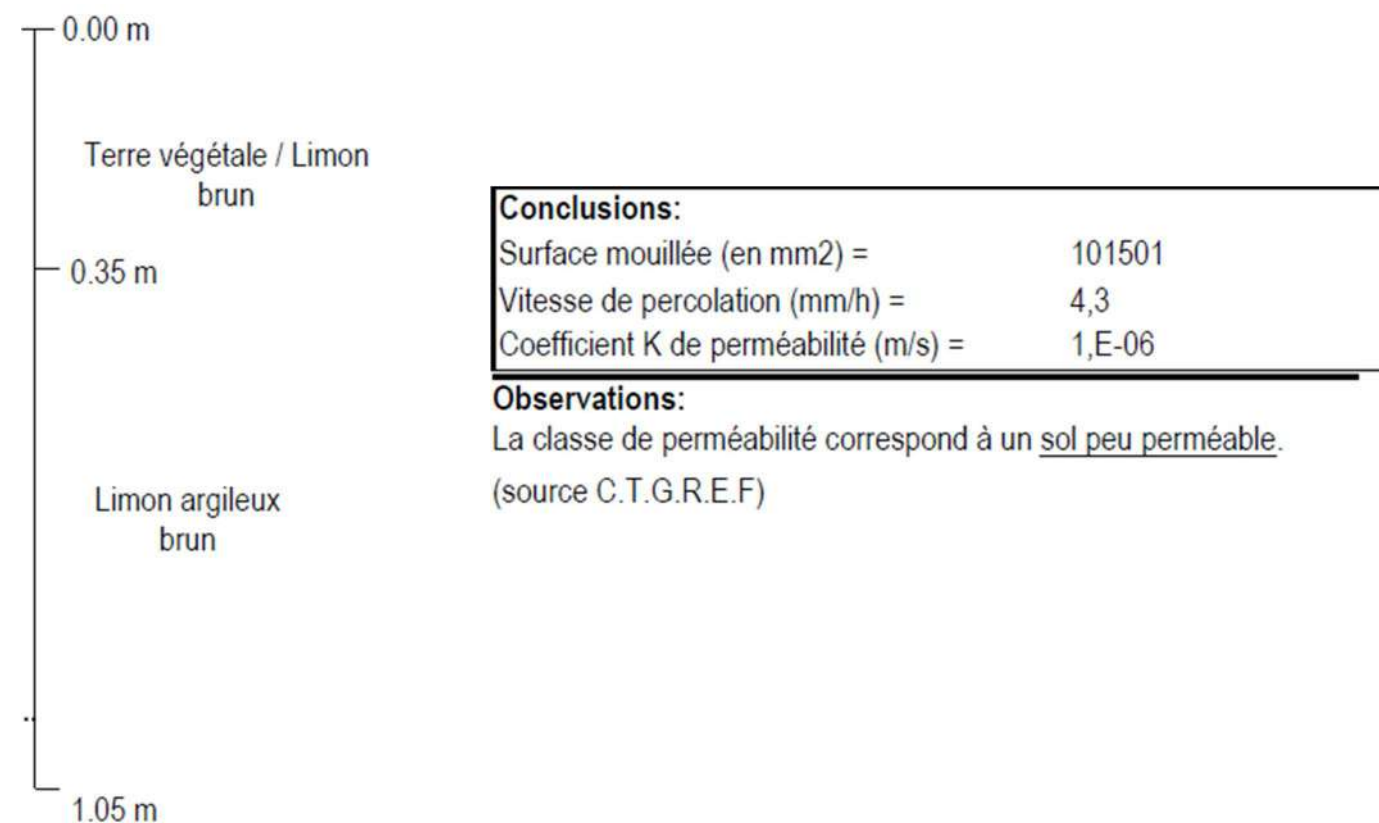 0.00 m
Terre végétale / Limon
brun
0.35 m
Limon argileux
brun
1.05 m
Conclusions:
Surface mouillée (en mm2) = 101501
Vitesse de percolation (mm/h) = 4,3
Coefficient K de perméabilité (m/s) = 1,E-06
Observations:
La classe de perméabilité correspond à un sol peu perméable.
(source C.T.G.R.E.F)